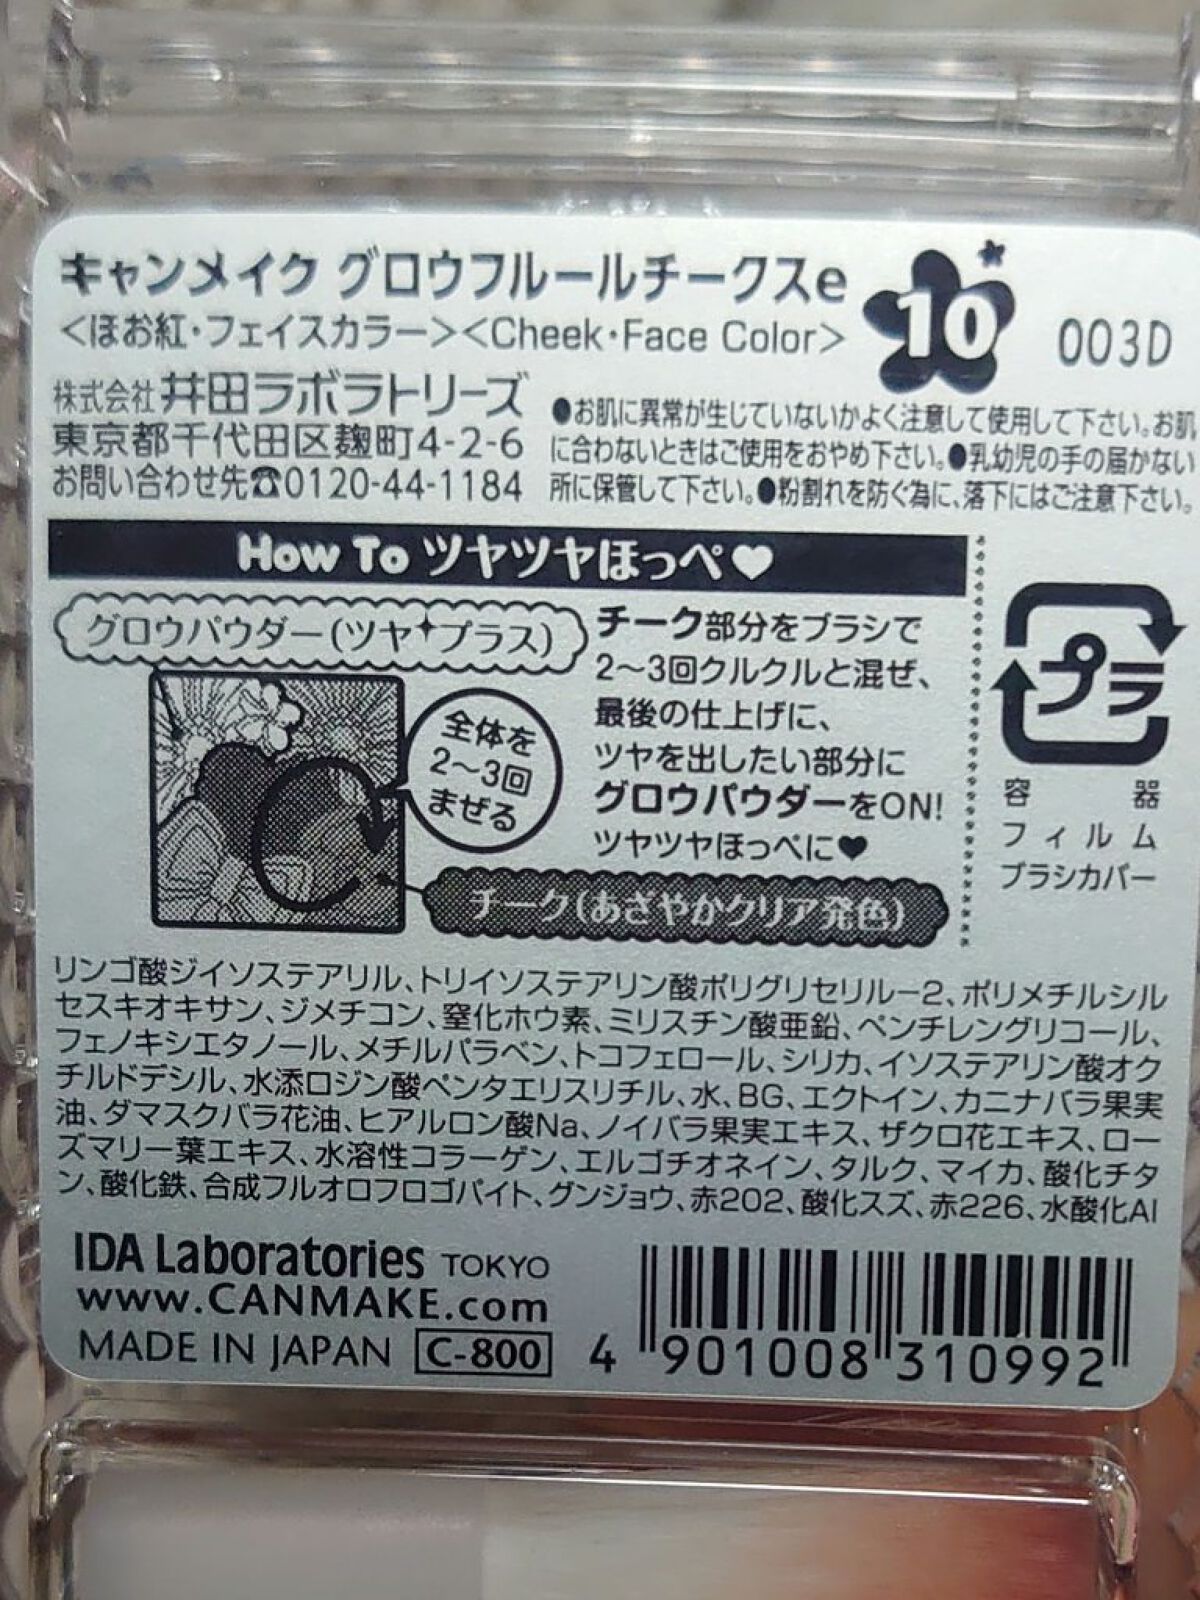 キャンメイク グロウフルールチークスe
10
003D
＜ほお紅・フェイスカラー＞＜Cheek・Face Color＞
株式会社 井田ラボラトリーズ
東京都千代田区麹町4-2-6
お問い合わせ先☎0120-44-1184
●お肌に異常が生じていないかよく注意して使用して下さい。お肌
に合わないときはご使用をおやめ下さい。●乳幼児の手の届かない
所に保管して下さい。●粉割れを防ぐ為に、落下にはご注意下さい。
How To ツヤツヤほっぺ♥
グロウパウダー(ツヤ✦プラス)
全体を
2〜3回
まぜる
チーク部分をブラシで
2〜3回クルクルと混ぜ、
最後の仕上げに、
ツヤを出したい部分に
グロウパウダーをON!
ツヤツヤほっぺに♥
チーク(あざやかクリア発色)
プラ
容器
フィルム
ブラシカバー
リンゴ酸ジイソステアリル、トリイソステアリン酸ポリグリセリル−2、ポリメチルシル
セスキオキサン、ジメチコン、窒化ホウ素、ミリスチン酸亜鉛、ペンチレングリコール、
フェノキシエタノール、メチルパラベン、トコフェロール、シリカ、イソステアリン酸オク
チルドデシル、水添ロジン酸ペンタエリスリチル、水、BG、エクトイン、カニナバラ果実
油、ダマスクバラ花油、ヒアルロン酸Na、ノイバラ果実エキス、ザクロ花エキス、ロー
ズマリー葉エキス、水溶性コラーゲン、エルゴチオネイン、タルク、マイカ、酸化チタ
ン、酸化鉄、合成フルオロフロゴパイト、グンジョウ、赤202、酸化スズ、赤226、水酸化Al
IDA Laboratories TOKYO
www.CANMAKE.com
MADE IN JAPAN C-800
4 901008 310992